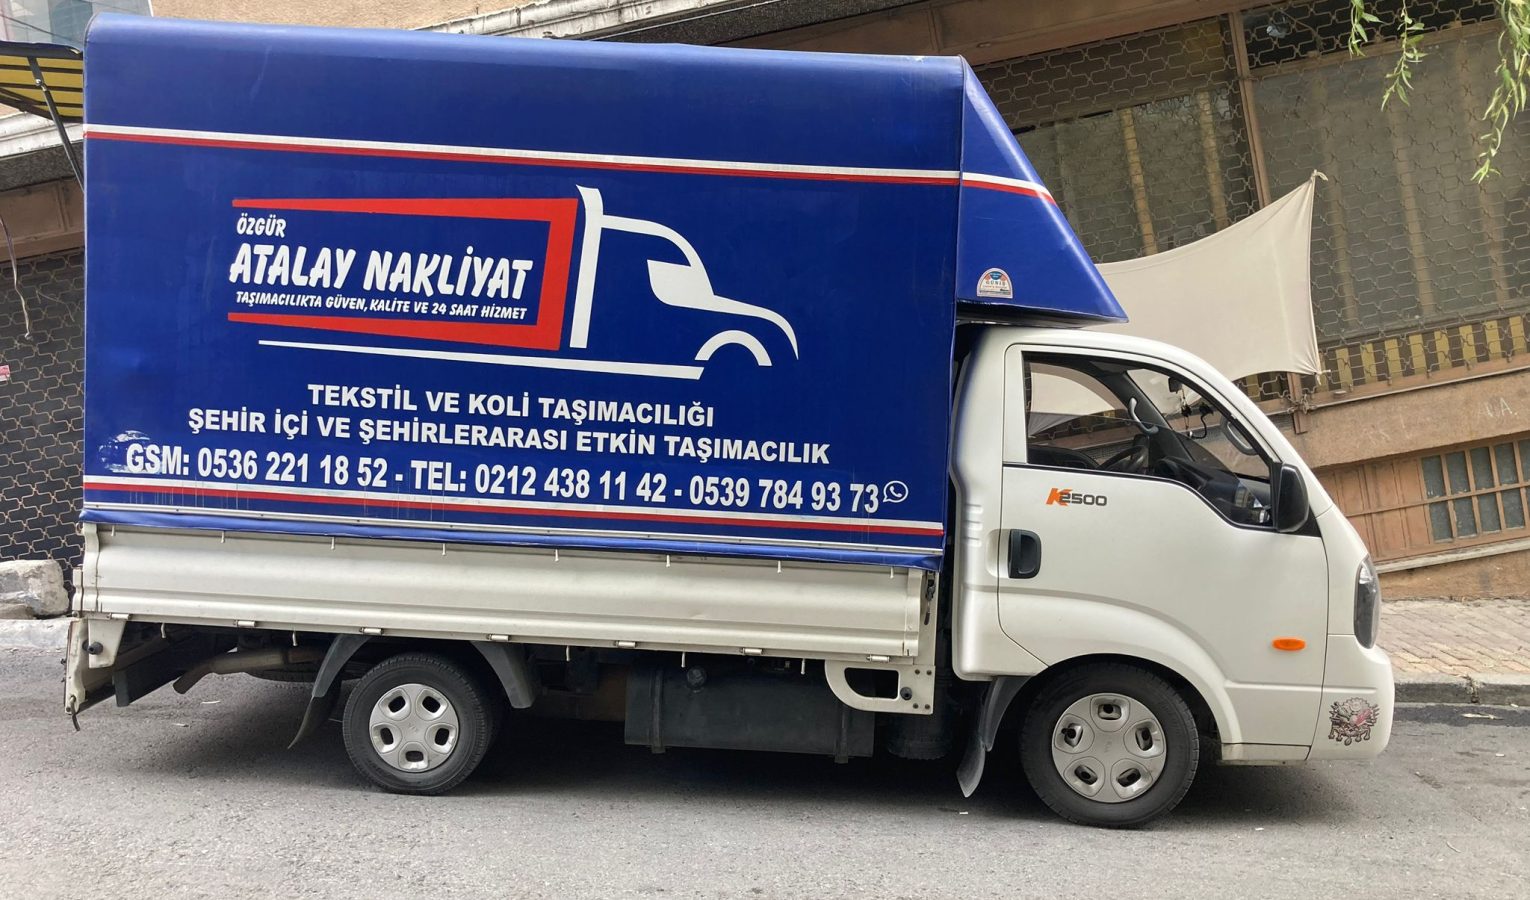 ÖZGÜR
ATALAY NAKLİYAT
TAŞIMACILIKTA GÜVEN, KALİTE VE 24 SAAT HİZMET
TEKSTİL VE KOLİ TAŞIMACILIĞI
ŞEHİR İÇİ VE ŞEHİRLERARASI ETKİN TAŞIMACILIK
GSM: 0536 221 18 52 - TEL: 0212 438 11 42 - 0539 784 93 73
K2500